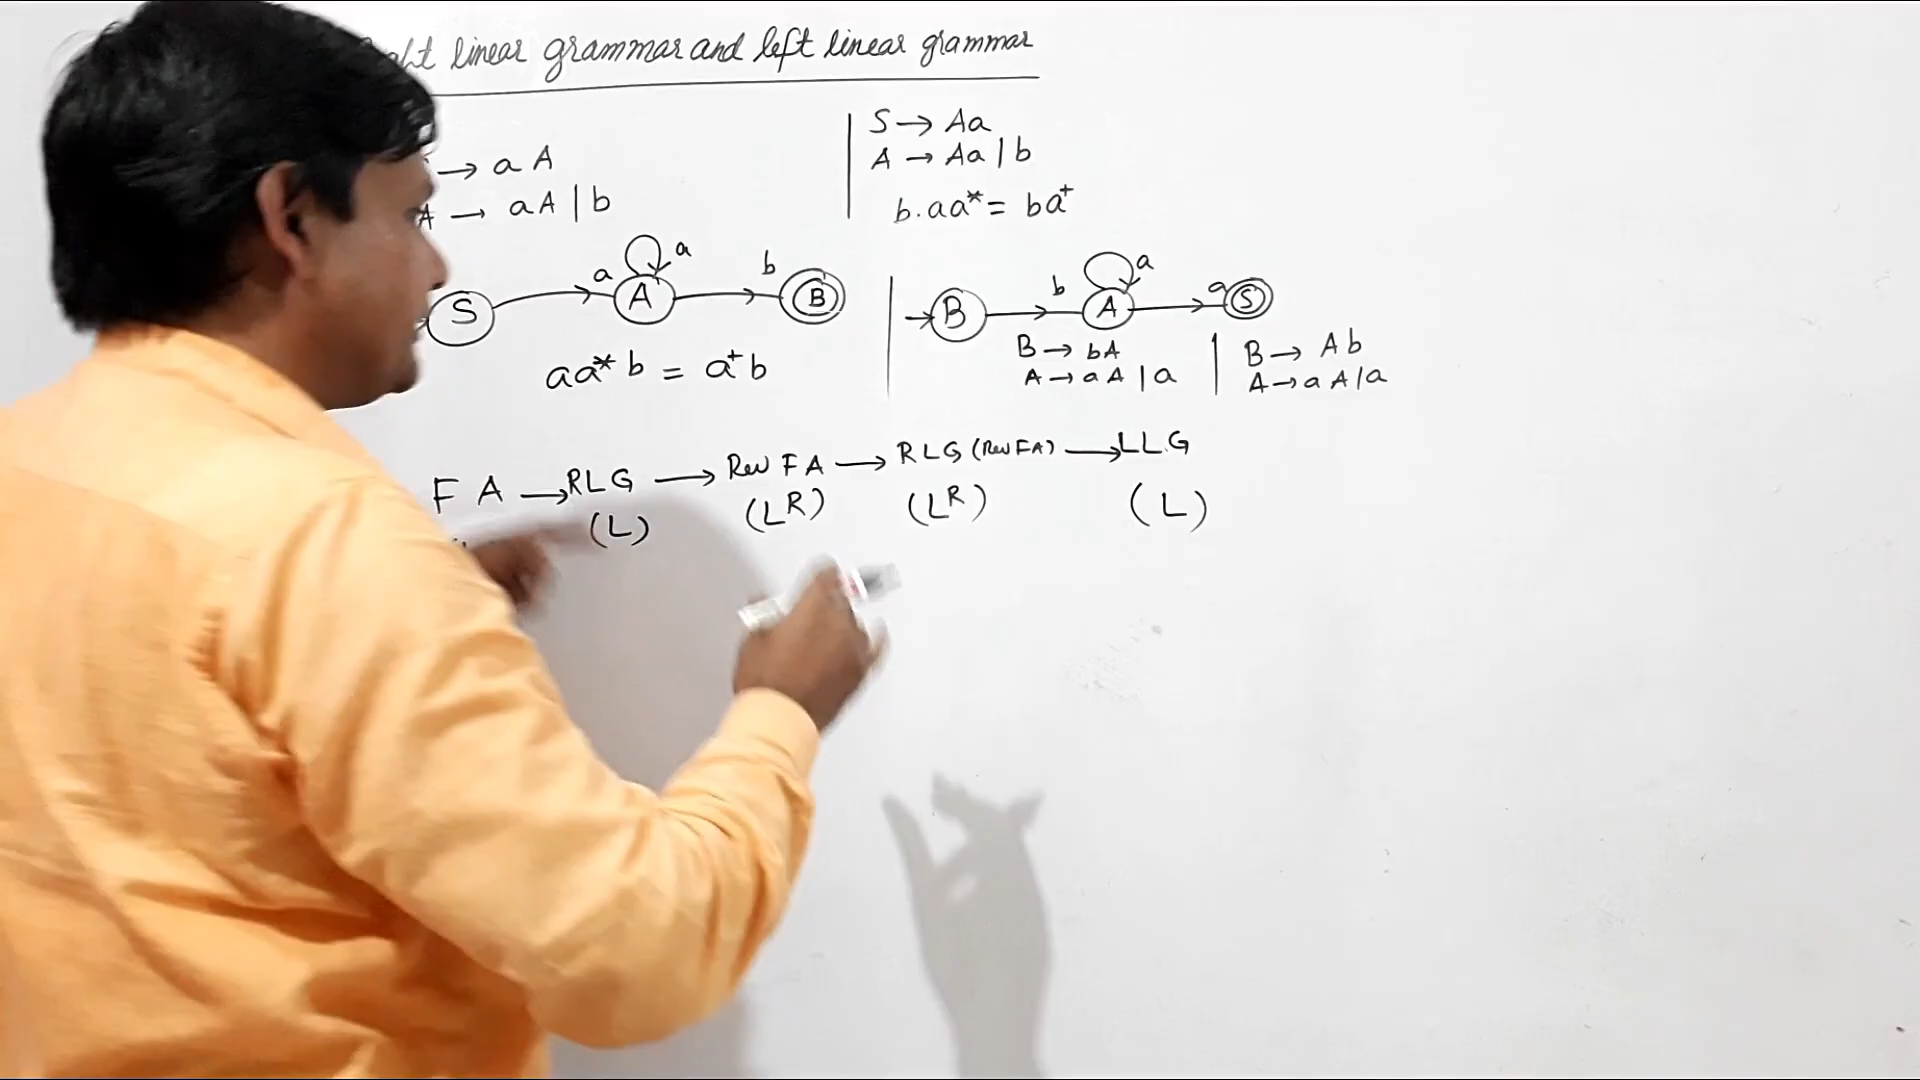 linear grammar and left linear grammar
→ aA
A → aA | b
S → Aa
A → Aa | b
b.aa* = ba⁺
S a A a b B
aa* b = a⁺b
B b A a a S
B → bA
A → aA | a
B → Ab
A → aA | a
FA → RLG → Rev FA → RLG (Rev FA) → LLG
(L) (Lᴿ) (Lᴿ) (L)